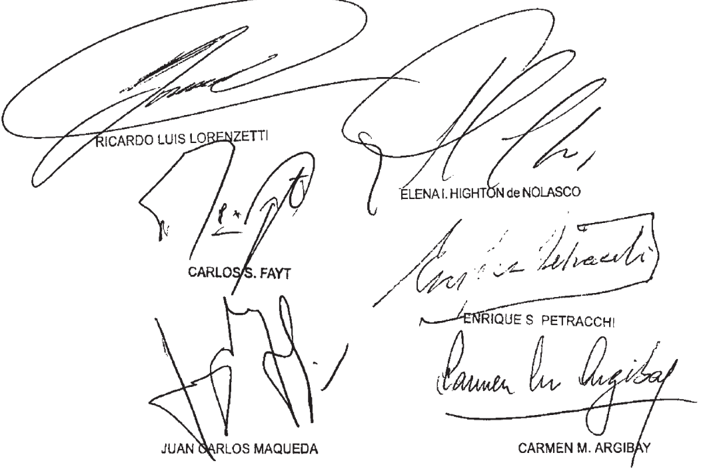 RICARDO LUIS LORENZETTI
ELENA I. HIGHTON de NOLASCO
CARLOS S. FAYT
Enrique Petracchi
ENRIQUE S PETRACCHI
Carmen M Argibay
JUAN CARLOS MAQUEDA
CARMEN M. ARGIBAY